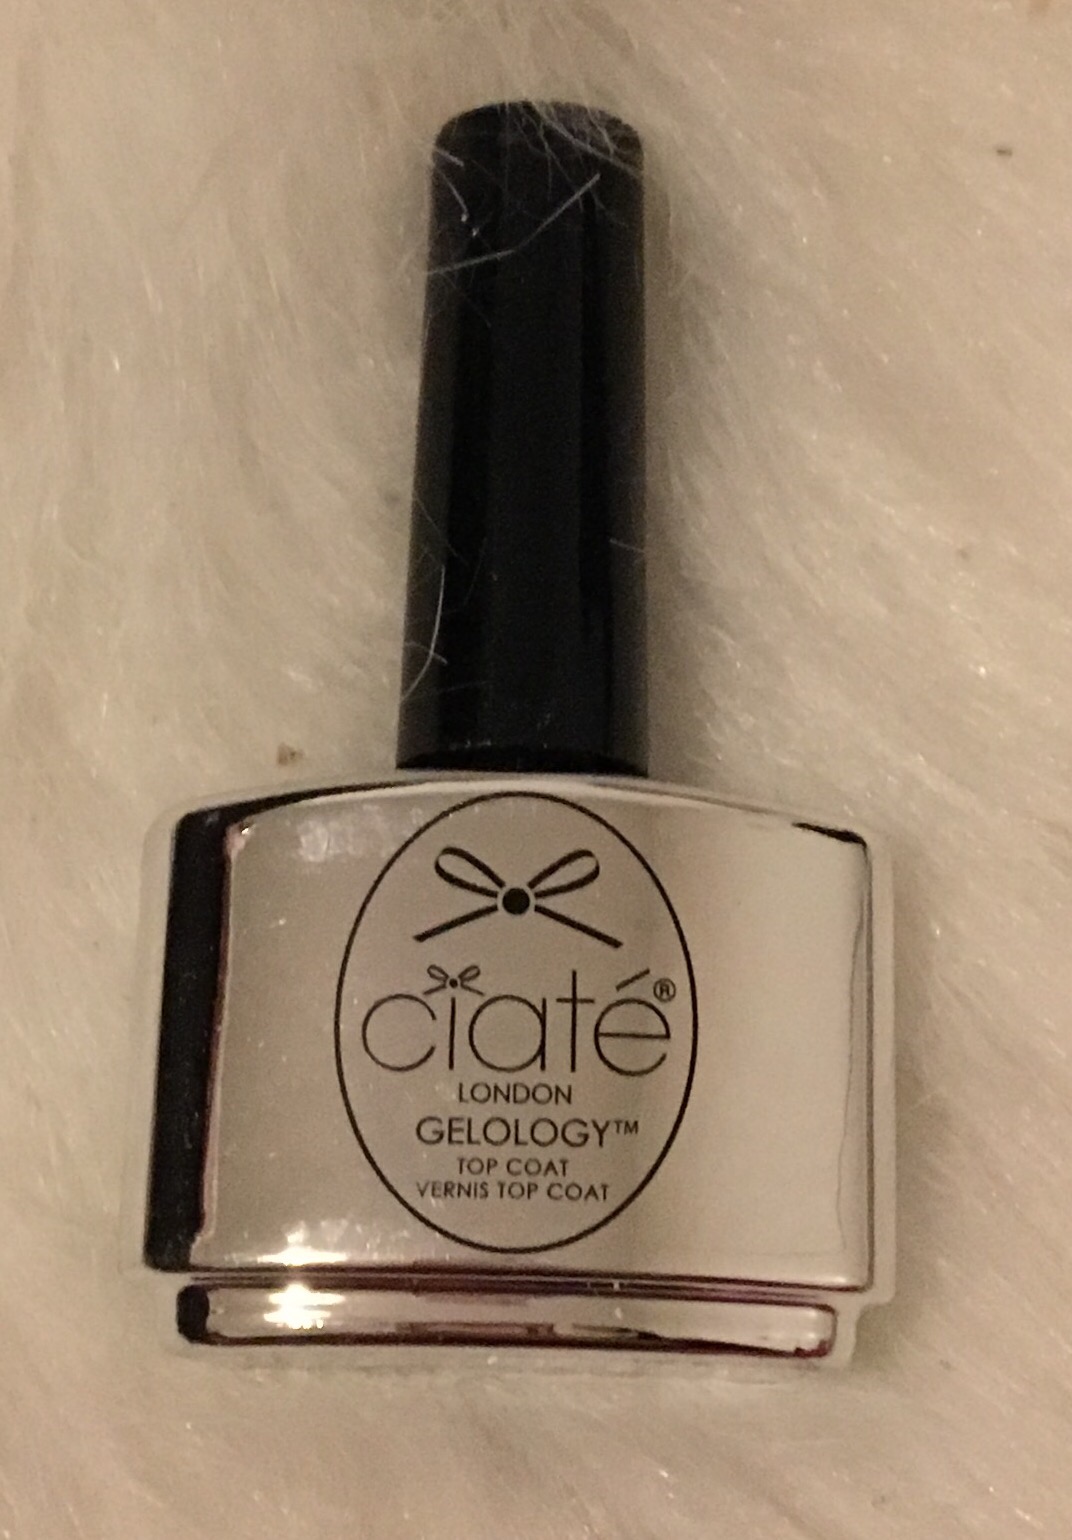 ciaté®
LONDON
GELOLOGY™
TOP COAT
VERNIS TOP COAT